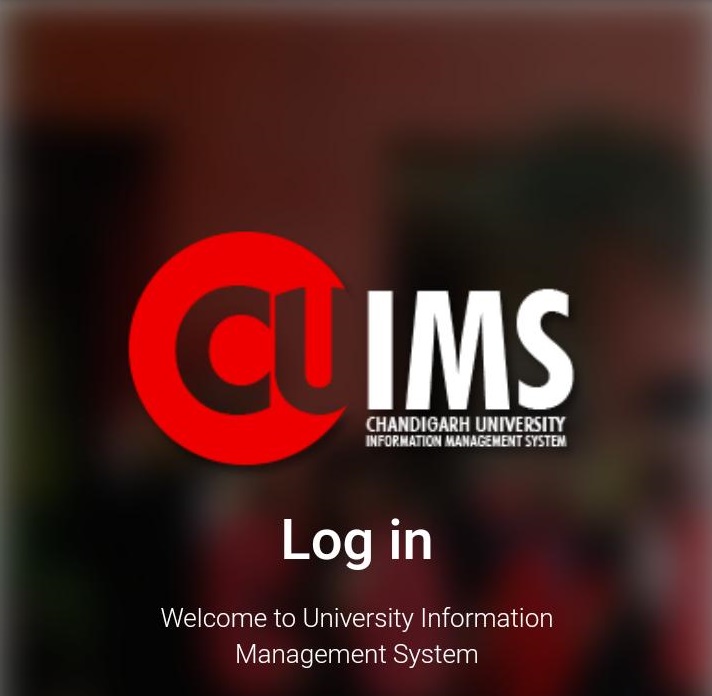 CU IMS
CHANDIGARH UNIVERSITY
INFORMATION MANAGEMENT SYSTEM
Log in
Welcome to University Information
Management System